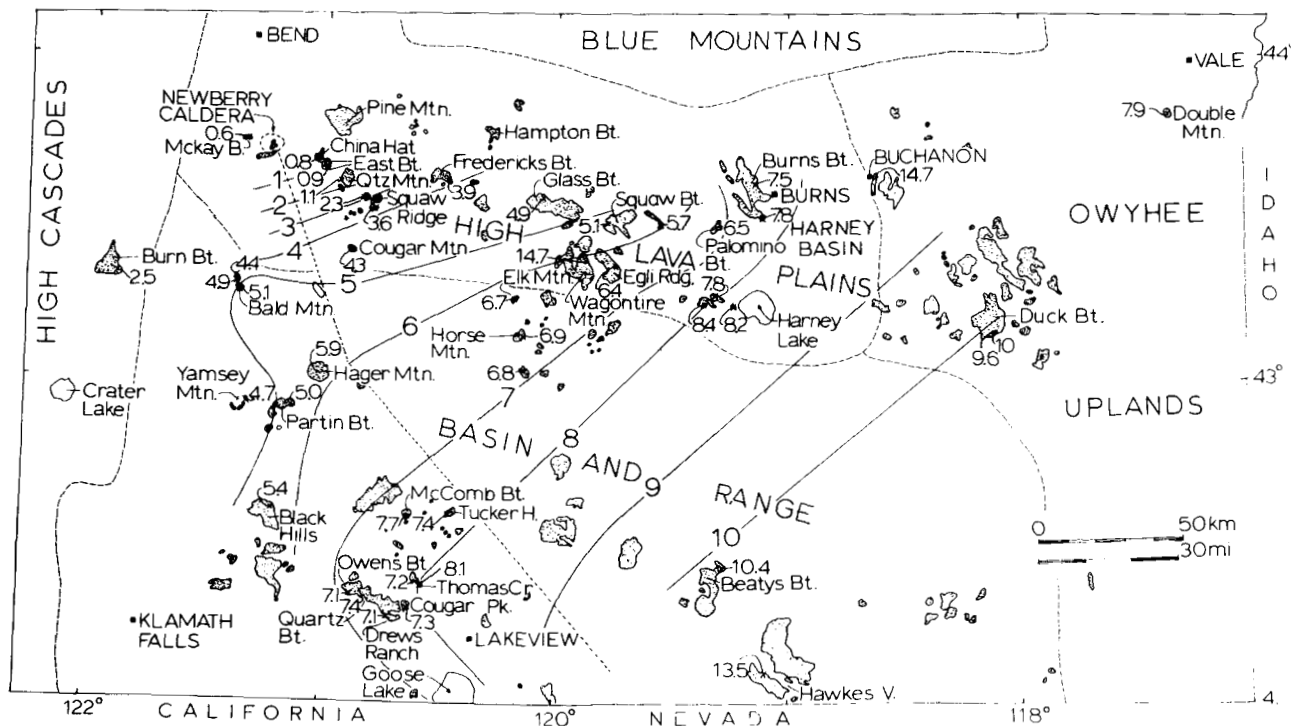 BEND
BLUE MOUNTAINS
44°
VALE
HIGH CASCADES
NEWBERRY
CALDERA
0.6
Mckay B.
Pine Mtn.
Hampton Bt.
7.9
Double
Mtn.
China Hat
0.8
East Bt.
0.9
Qtz Mtn.
1.1
Fredericks Bt.
3.9
Burns Bt.
7.5
BURNS
7.8
BUCHANON
14.7
IDAHO
1
2
3
4
5
2.3
Squaw
Ridge
3.6
Glass Bt.
4.9
Squaw Bt.
5.1
5.7
6.5
Palomino
Bt.
HARNEY
BASIN
OWYHEE
HIGH
LAVA
PLAINS
Burn Bt.
2.5
4.4
4.9
5.1
Bald Mtn.
Cougar Mtn.
4.3
14.7
Elk Mtn.
Egli Rdg.
6.4
Wagontire
Mtn.
7.8
8.4
8.2
Harney
Lake
Duck Bt.
10
9.6
6.7
6
Horse
Mtn.
6.9
6.8
7
5.9
Hager Mtn.
43°
Crater
Lake
Yamsey
Mtn.
4.7
5.0
Partin Bt.
UPLANDS
BASIN
8
AND
9
RANGE
10
5.4
Black
Hills
McComb Bt.
7.7
7.4
Tucker H.
0
50km
30mi
Owens Bt.
7.2
8.1
Thomas Cr.
7.1
7.4
Cougar
Pk.
7.1
7.3
Quartz
Bt.
Drews
Ranch
10.4
Beatys Bt.
KLAMATH
FALLS
LAKEVIEW
Goose
Lake
13.5
Hawkes V.
4
122°
120°
118°
CALIFORNIA
NEVADA